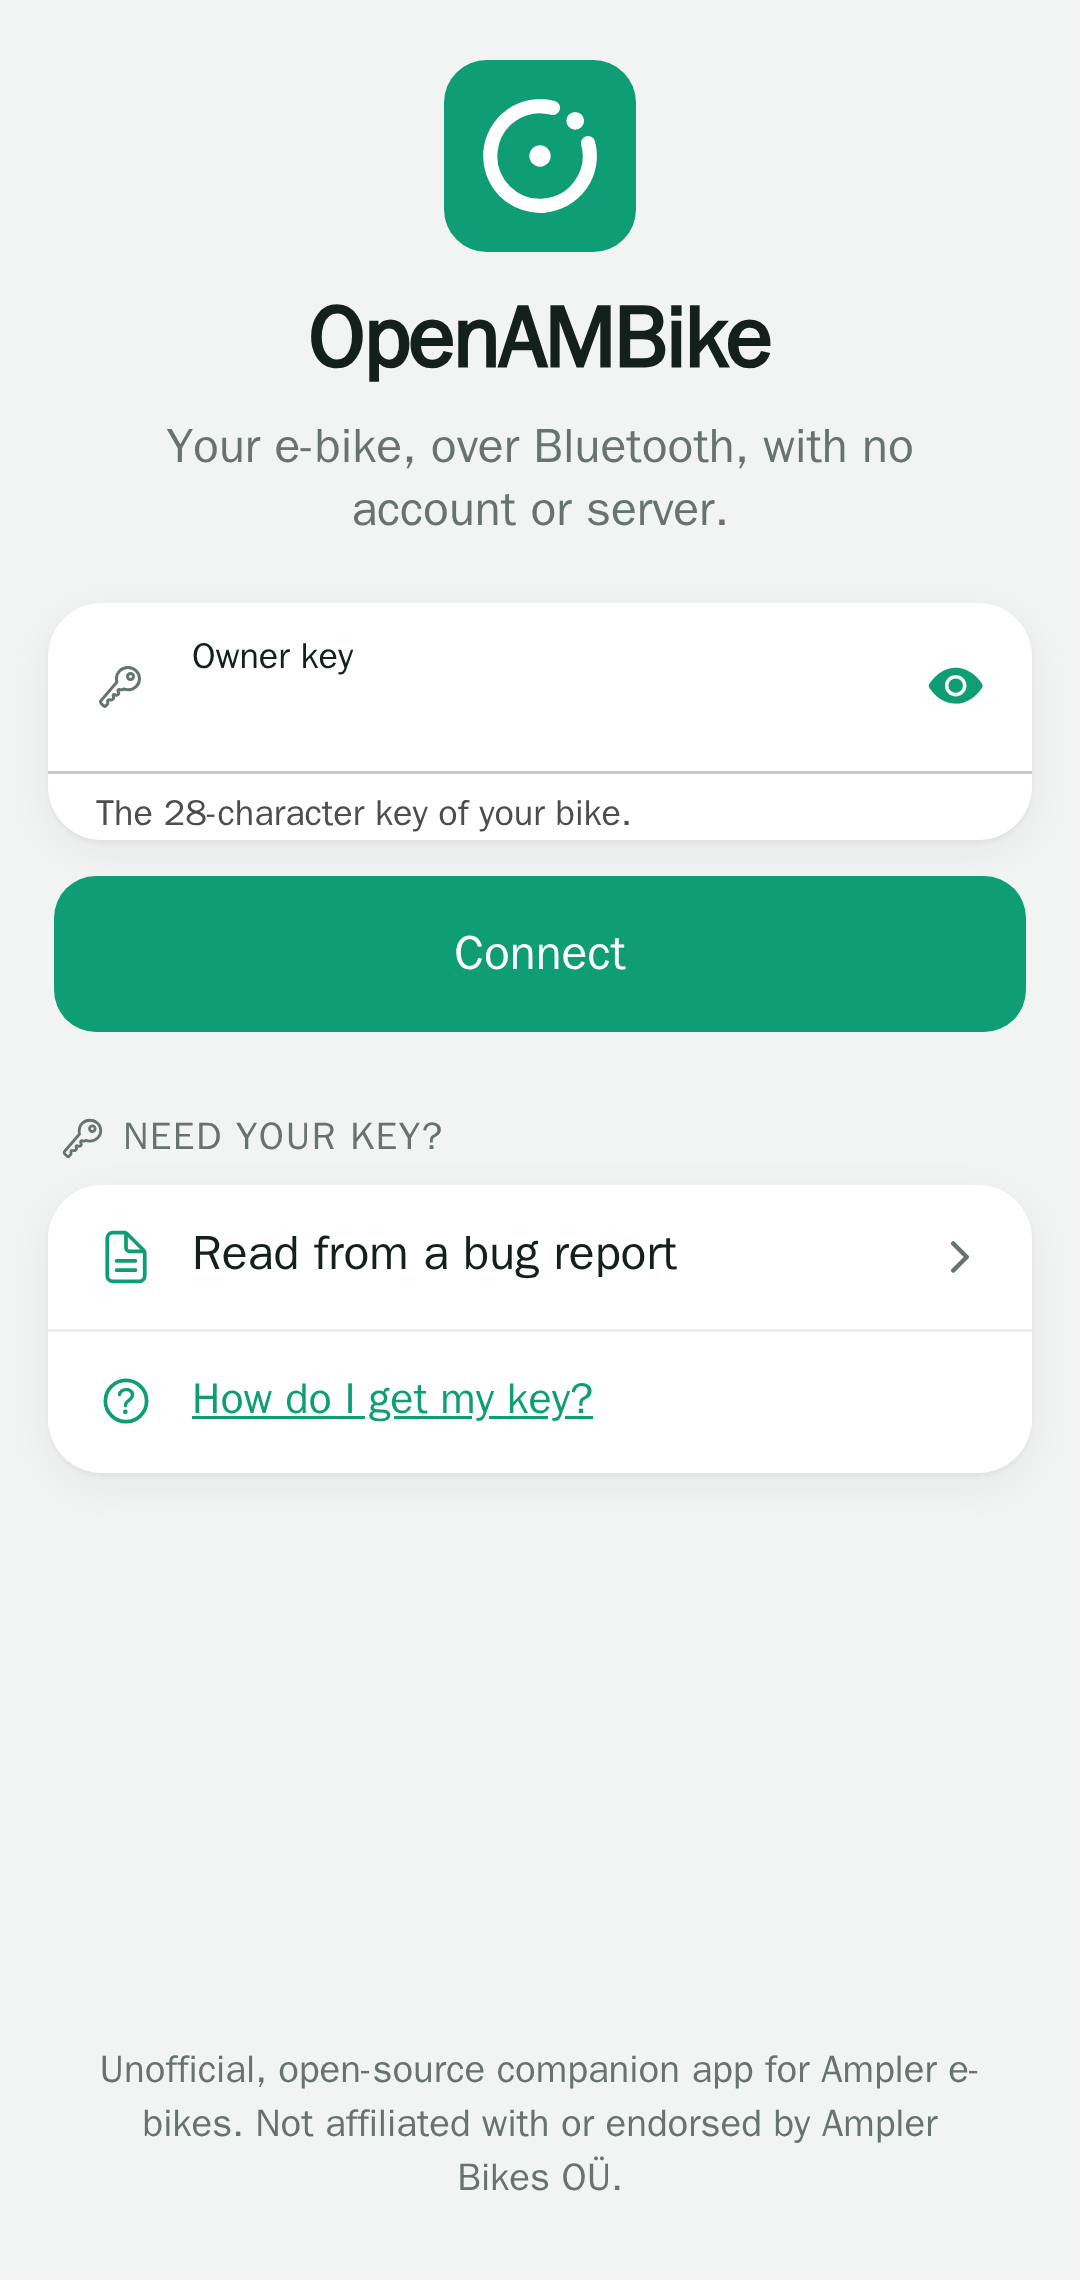 OpenAMBike
Your e-bike, over Bluetooth, with no
account or server.
Owner key
The 28-character key of your bike.
Connect
NEED YOUR KEY?
Read from a bug report
How do I get my key?
Unofficial, open-source companion app for Ampler e-
bikes. Not affiliated with or endorsed by Ampler
Bikes OÜ.